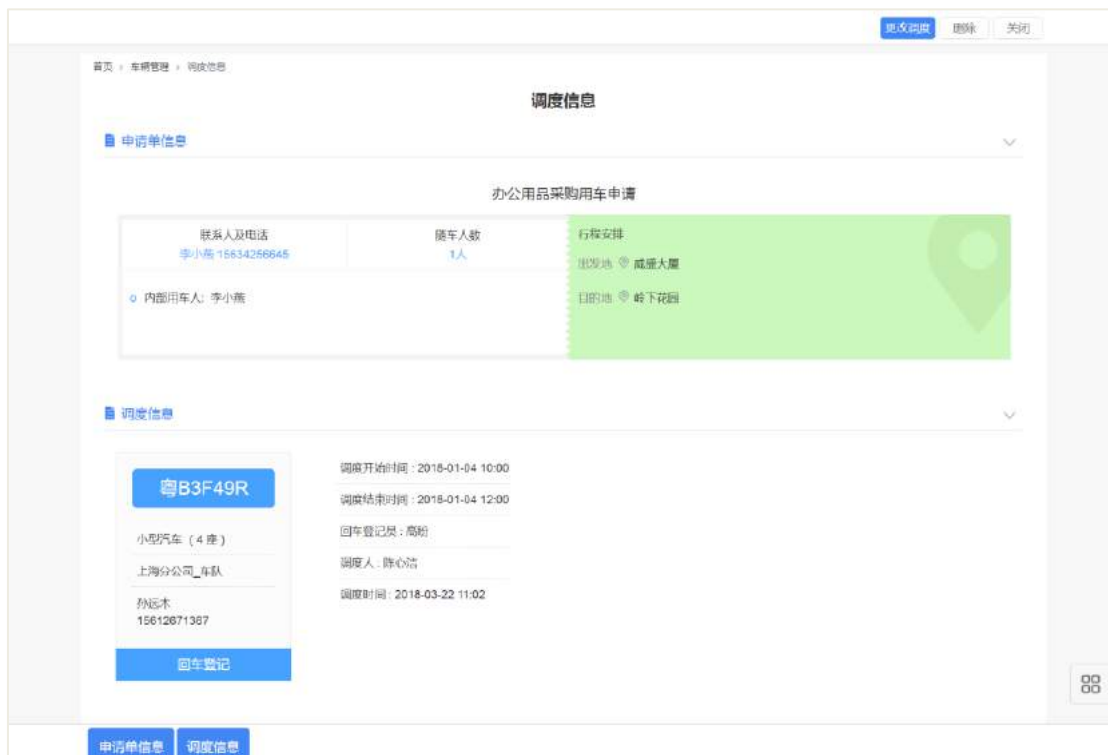 更改调度 删除 关闭
首页 › 车辆管理 › 调度信息
调度信息
申请单信息
办公用品采购用车申请
联系人及电话
李小燕 15634256645
随车人数
1人
内部用车人: 李小燕
行程安排
出发地 威盛大厦
目的地 岭下花园
调度信息
粤B3F49R
小型汽车 (4座)
上海分公司_车队
孙远木
15612671367
回车登记
调度开始时间 : 2018-01-04 10:00
调度结束时间 : 2018-01-04 12:00
回车登记员 : 高盼
调度人 : 陈心洁
调度时间 : 2018-03-22 11:02
申请单信息 调度信息